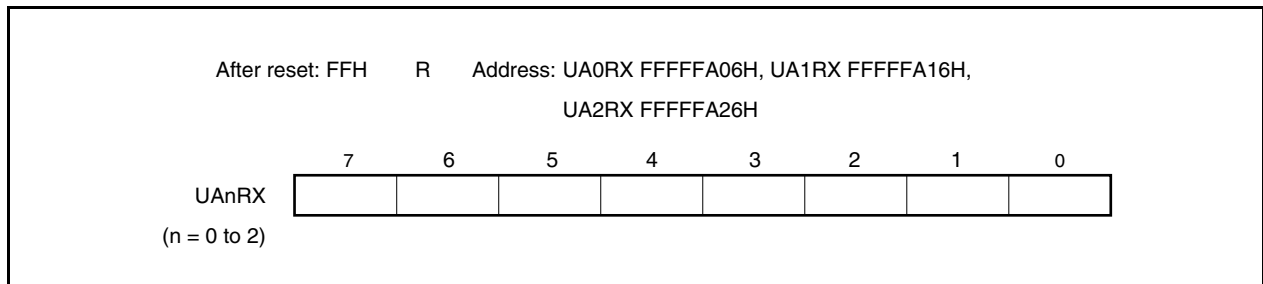 After reset: FFH R Address: UA0RX FFFFFA06H, UA1RX FFFFFA16H,
UA2RX FFFFFA26H
7 6 5 4 3 2 1 0
UAnRX
(n = 0 to 2)